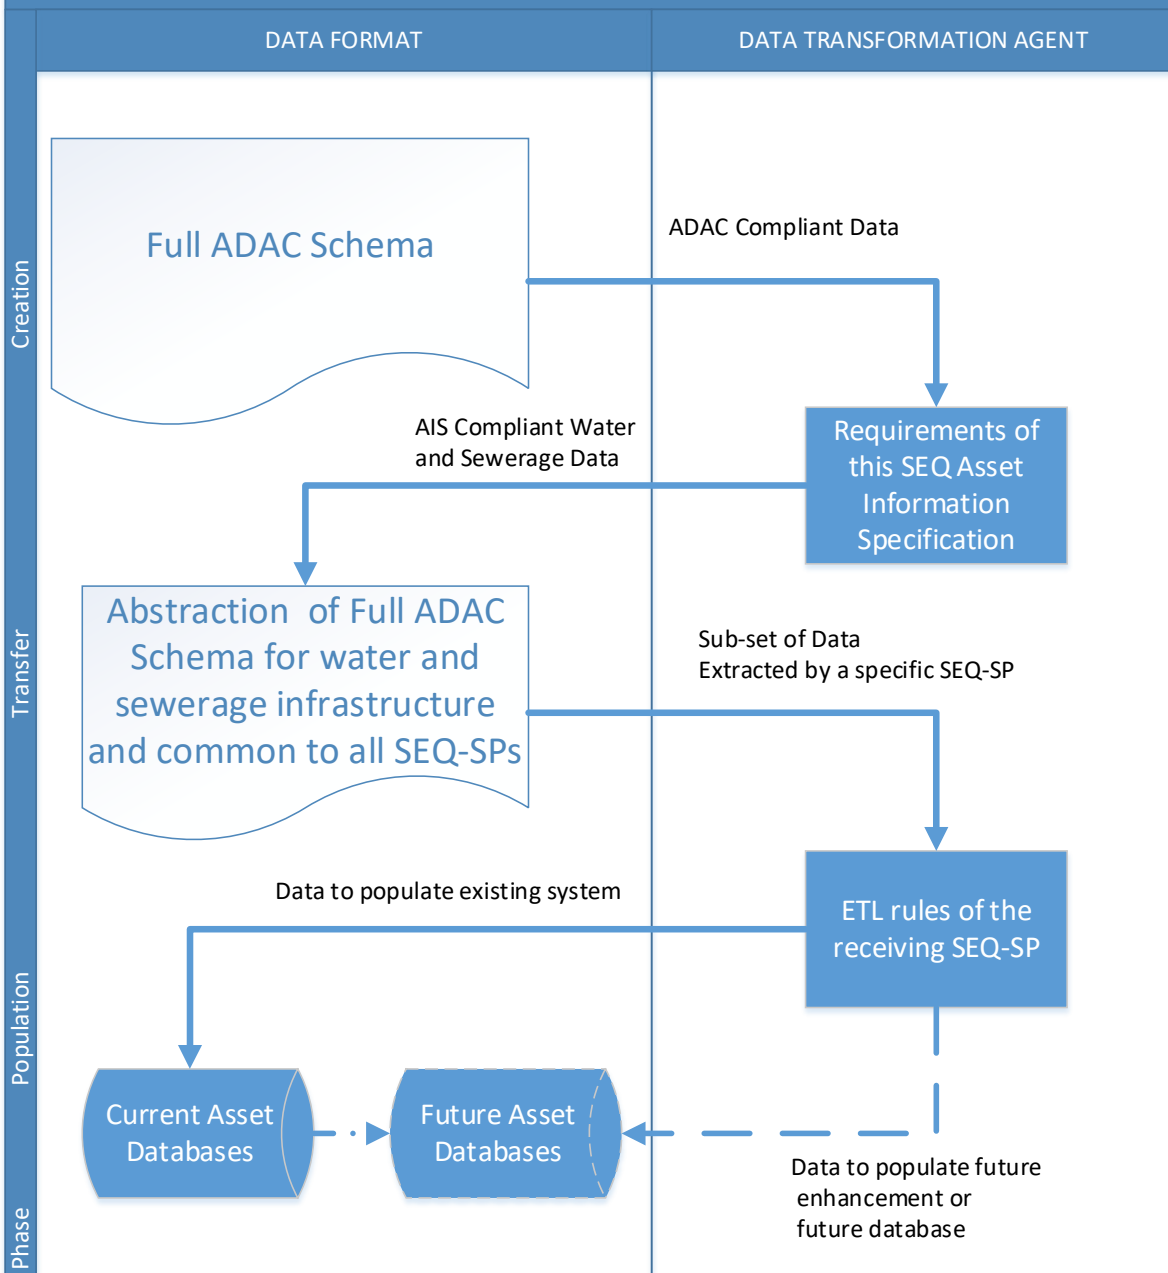 DATA FORMAT
DATA TRANSFORMATION AGENT
Creation
Full ADAC Schema
ADAC Compliant Data
Requirements of
this SEQ Asset
Information
Specification
AIS Compliant Water
and Sewerage Data
Transfer
Abstraction of Full ADAC
Schema for water and
sewerage infrastructure
and common to all SEQ-SPs
Sub-set of Data
Extracted by a specific SEQ-SP
ETL rules of the
receiving SEQ-SP
Data to populate existing system
Population
Current Asset
Databases
Future Asset
Databases
Data to populate future
enhancement or
future database
Phase